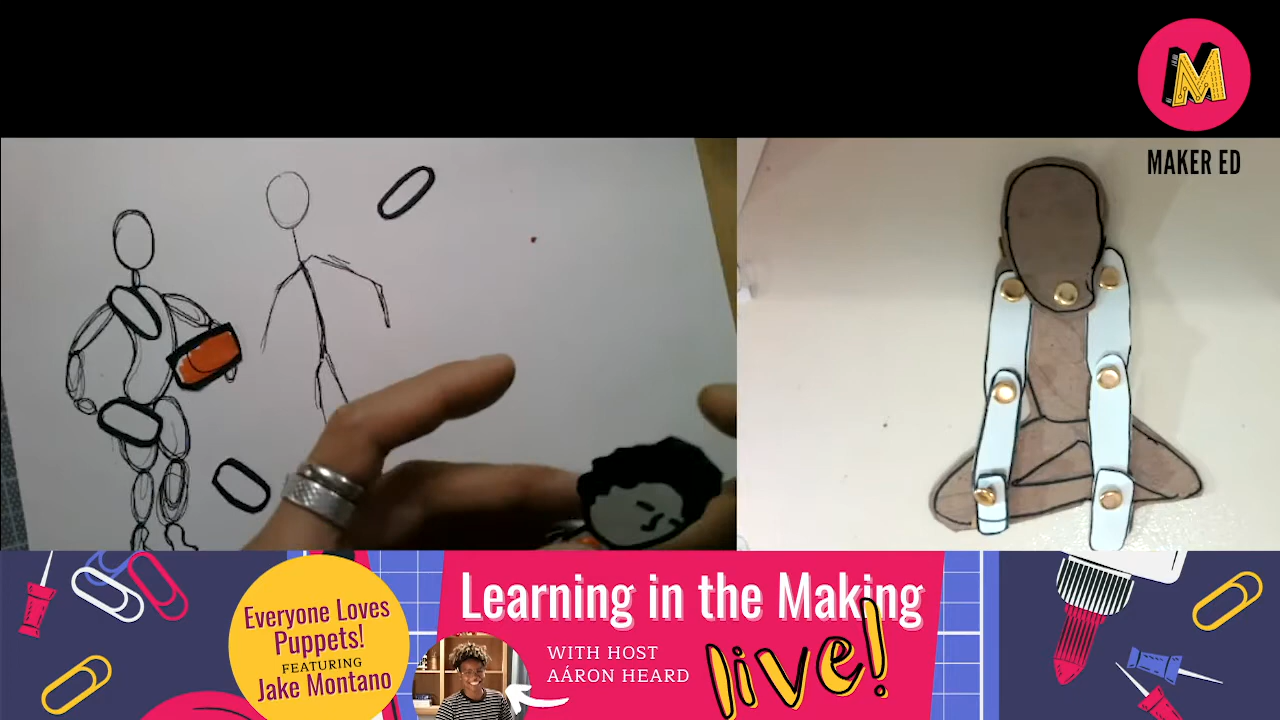 M
MAKER ED
Everyone Loves
Puppets!
FEATURING
Jake Montano
Learning in the Making
live!
WITH HOST
AÁRON HEARD